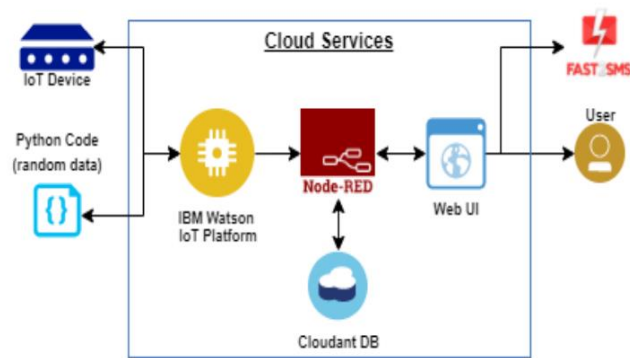 Cloud Services
IoT Device
Python Code
(random data)
IBM Watson
IoT Platform
Node-RED
Web UI
Cloudant DB
FAST2SMS
User